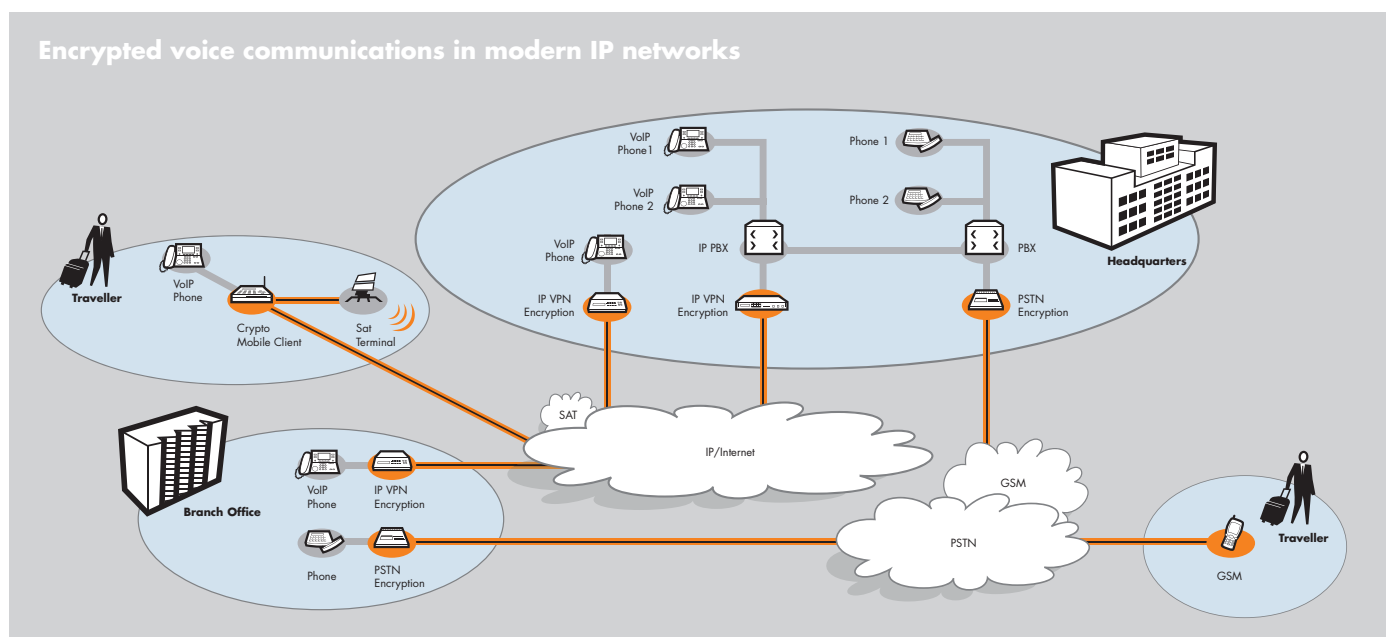 Encrypted voice communications in modern IP networks
VoIP
Phone1
Phone 1
VoIP
Phone 2
Phone 2
VoIP
Phone
IP PBX
PBX
Headquarters
IP VPN
Encryption
IP VPN
Encryption
PSTN
Encryption
Traveller
VoIP
Phone
Crypto
Mobile Client
Sat
Terminal
SAT
IP/Internet
GSM
PSTN
Branch Office
VoIP
Phone
IP VPN
Encryption
Phone
PSTN
Encryption
Traveller
GSM